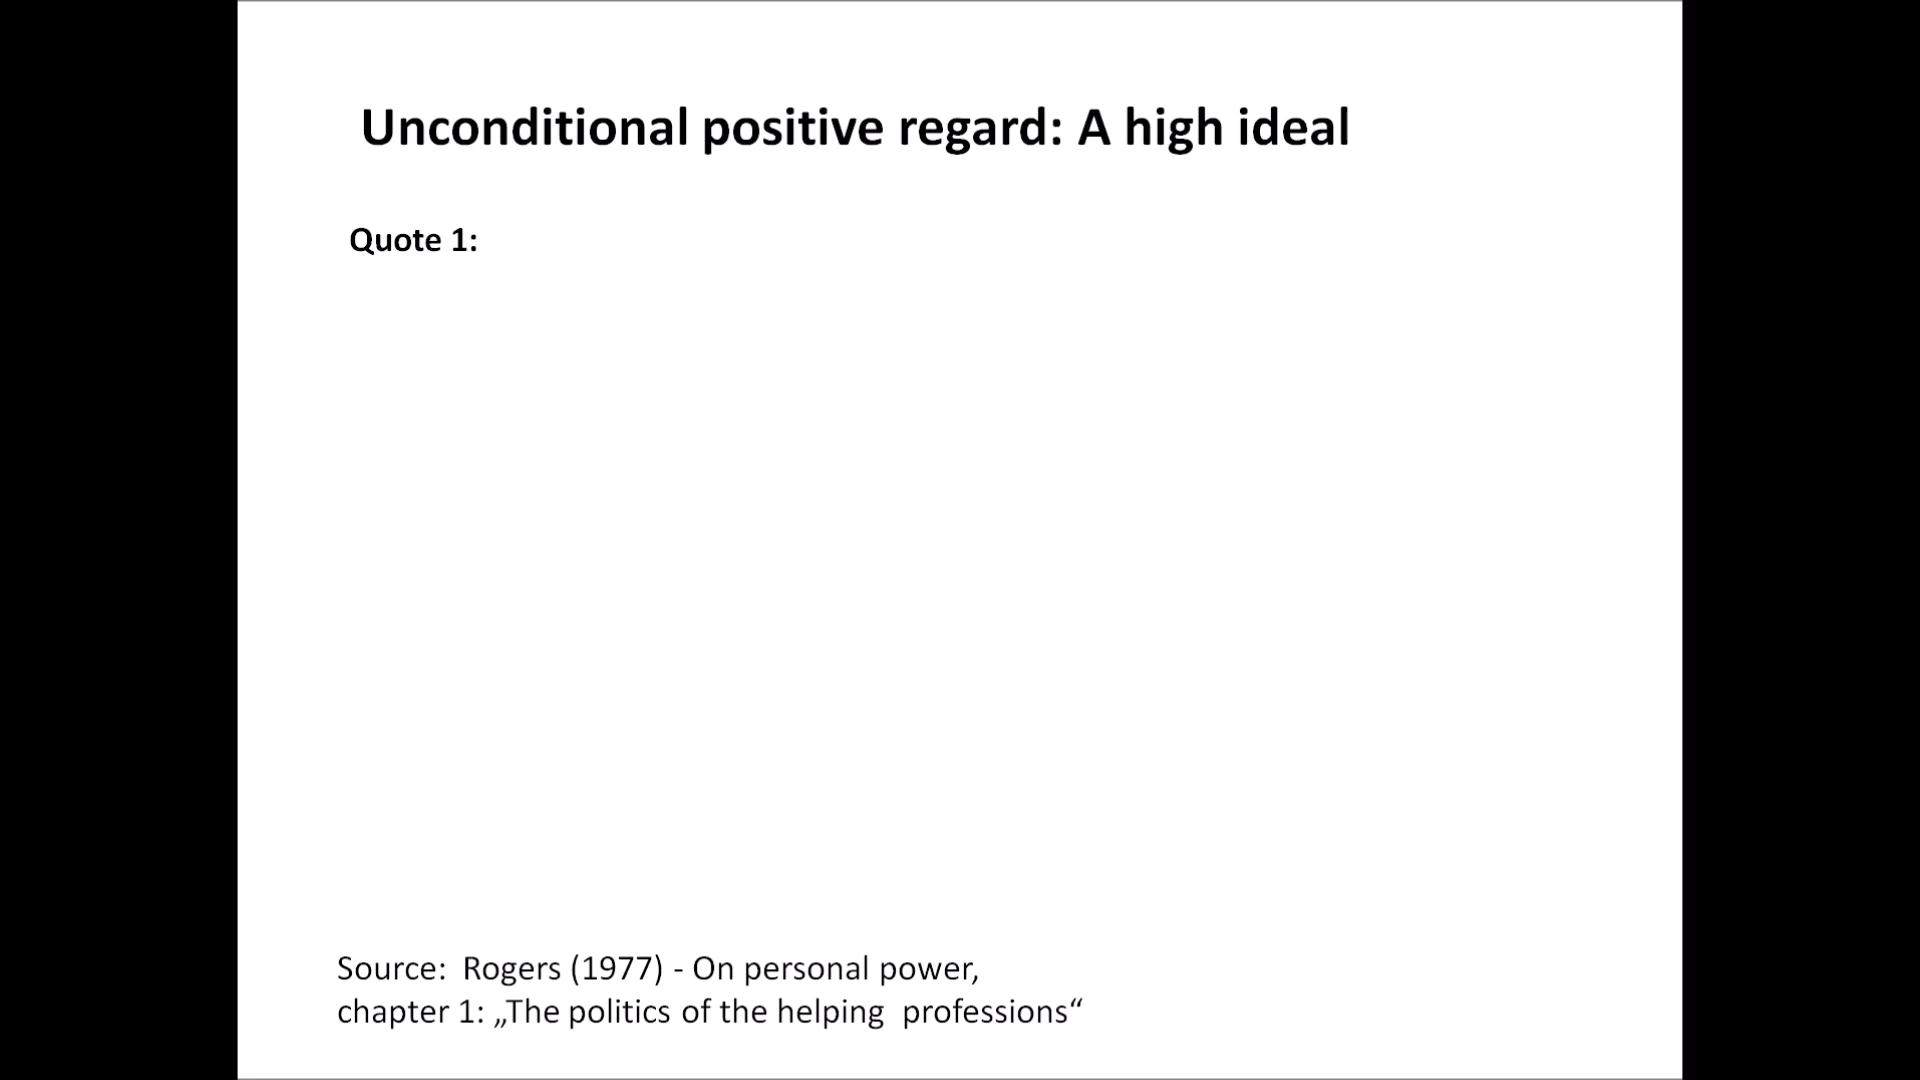 Unconditional positive regard: A high ideal
Quote 1:
Source:  Rogers (1977) - On personal power,
chapter 1: „The politics of the helping  professions“